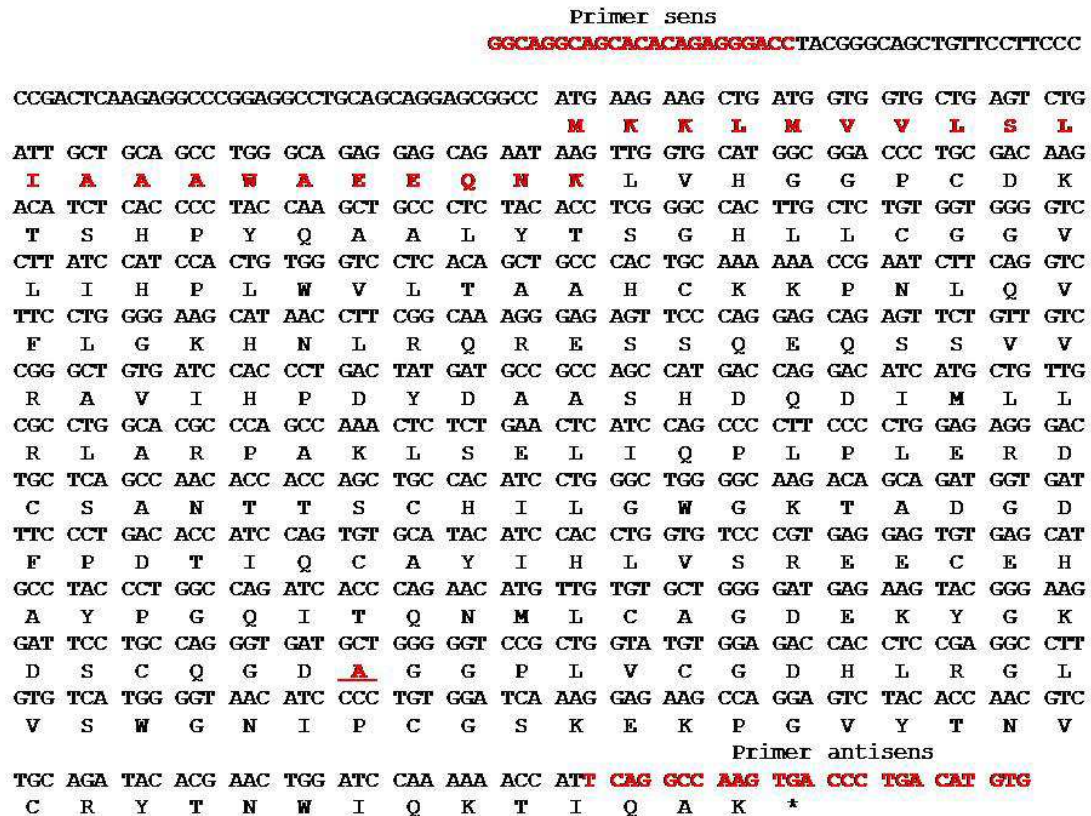 Primer sens
GGCAGGCAGCACACAGAGGGACCTACGGGCAGCTGTTCCTTCCC
CCGACTCAAGAGGCCCGGAGGCCTGCAGCAGGAGCGGCC ATG AAG AAG CTG ATG GTG GTG CTG AGT CTG
M K K L M V V L S L
ATT GCT GCA GCC TGG GCA GAG GAG CAG AAT AAG TTG GTG CAT GGC GGA CCC TGC GAC AAG
I A A A W A E E Q N K L V H G G P C D K
ACA TCT CAC CCC TAC CAA GCT GCC CTC TAC ACC TCG GGC CAC TTG CTC TGT GGT GGG GTC
T S H P Y Q A A L Y T S G H L L C G G V
CTT ATC CAT CCA CTG TGG GTC CTC ACA GCT GCC CAC TGC AAA AAA CCG AAT CTT CAG GTC
L I H P L W V L T A A H C K K P N L Q V
TTC CTG GGG AAG CAT AAC CTT CGG CAA AGG GAG AGT TCC CAG GAG CAG AGT TCT GTT GTC
F L G K H N L R Q R E S S Q E Q S S V V
CGG GCT GTG ATC CAC CCT GAC TAT GAT GCC GCC AGC CAT GAC CAG GAC ATC ATG CTG TTG
R A V I H P D Y D A A S H D Q D I M L L
CGC CTG GCA CGC CCA GCC AAA CTC TCT GAA CTC ATC CAG CCC CTT CCC CTG GAG AGG GAC
R L A R P A K L S E L I Q P L P L E R D
TGC TCA GCC AAC ACC ACC AGC TGC CAC ATC CTG GGC TGG GGC AAG ACA GCA GAT GGT GAT
C S A N T T S C H I L G W G K T A D G D
TTC CCT GAC ACC ATC CAG TGT GCA TAC ATC CAC CTG GTG TCC CGT GAG GAG TGT GAG CAT
F P D T I Q C A Y I H L V S R E E C E H
GCC TAC CCT GGC CAG ATC ACC CAG AAC ATG TTG TGT GCT GGG GAT GAG AAG TAC GGG AAG
A Y P G Q I T Q N M L C A G D E K Y G K
GAT TCC TGC CAG GGT GAT GCT GGG GGT CCG CTG GTA TGT GGA GAC CAC CTC CGA GGC CTT
D S C Q G D A G G P L V C G D H L R G L
GTG TCA TGG GGT AAC ATC CCC TGT GGA TCA AAG GAG AAG CCA GGA GTC TAC ACC AAC GTC
V S W G N I P C G S K E K P G V Y T N V
Primer antisens
TGC AGA TAC ACG AAC TGG ATC CAA AAA ACC ATT CAG GCC AAG TGA CCC TGA CAT GTG
C R Y T N W I Q K T I Q A K *